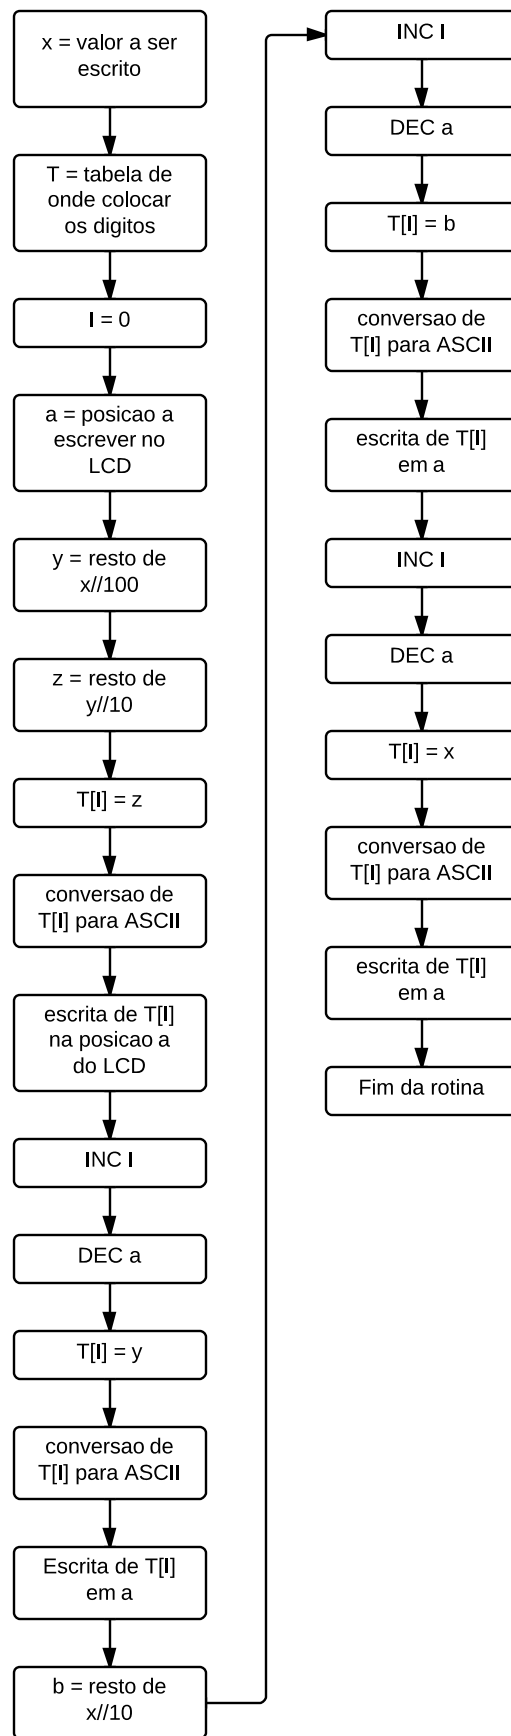 x = valor a ser
escrito
T = tabela de
onde colocar
os digitos
I = 0
a = posicao a
escrever no
LCD
y = resto de
x//100
z = resto de
y//10
T[I] = z
conversao de
T[I] para ASCII
escrita de T[I]
na posicao a
do LCD
INC I
DEC a
T[I] = y
conversao de
T[I] para ASCII
Escrita de T[I]
em a
b = resto de
x//10
INC I
DEC a
T[I] = b
conversao de
T[I] para ASCII
escrita de T[I]
em a
INC I
DEC a
T[I] = x
conversao de
T[I] para ASCII
escrita de T[I]
em a
Fim da rotina